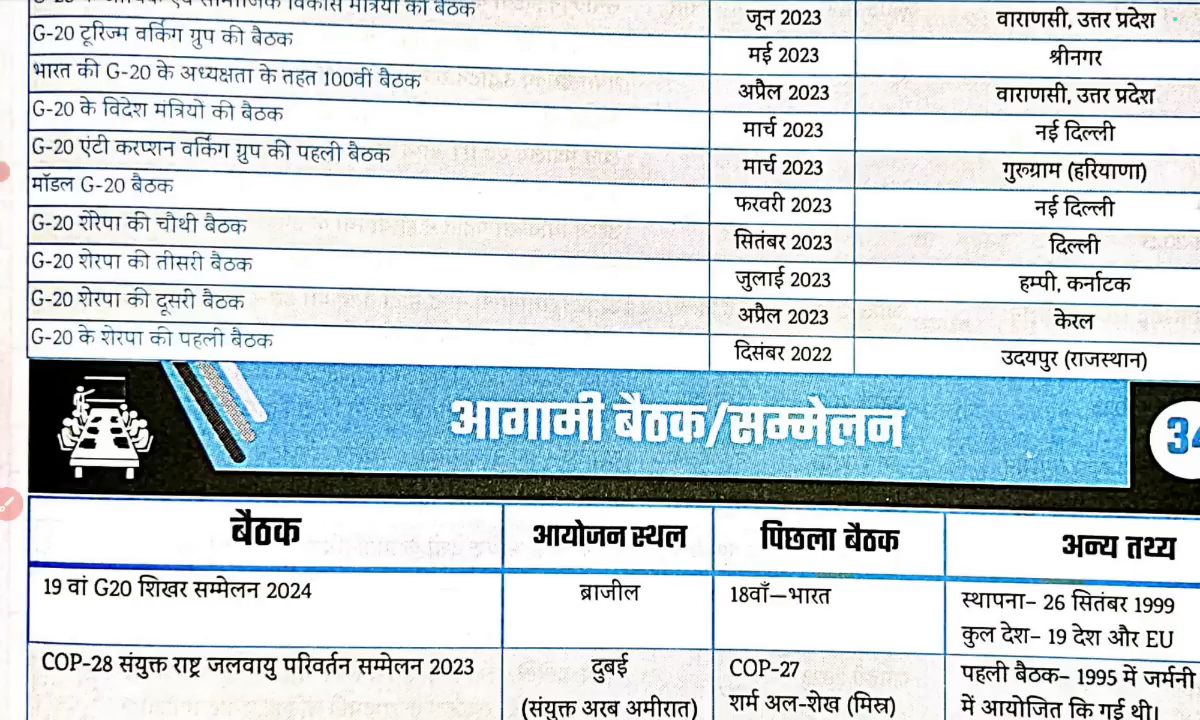 विकास मंत्रियों की बैठक जून 2023 वाराणसी, उत्तर प्रदेश
G-20 टूरिज्म वर्किंग ग्रुप की बैठक मई 2023 श्रीनगर
भारत की G-20 के अध्यक्षता के तहत 100वीं बैठक अप्रैल 2023 वाराणसी, उत्तर प्रदेश
G-20 के विदेश मंत्रियों की बैठक मार्च 2023 नई दिल्ली
G-20 एंटी करप्शन वर्किंग ग्रुप की पहली बैठक मार्च 2023 गुरुग्राम (हरियाणा)
मॉडल G-20 बैठक फरवरी 2023 नई दिल्ली
G-20 शेरेपा की चौथी बैठक सितंबर 2023 दिल्ली
G-20 शेरपा की तीसरी बैठक जुलाई 2023 हम्पी, कर्नाटक
G-20 शेरपा की दूसरी बैठक अप्रैल 2023 केरल
G-20 के शेरपा की पहली बैठक दिसंबर 2022 उदयपुर (राजस्थान)
आगामी बैठक/सम्मेलन
बैठक आयोजन स्थल पिछला बैठक अन्य तथ्य
19 वां G20 शिखर सम्मेलन 2024 ब्राजील 18वाँ–भारत स्थापना– 26 सितंबर 1999
कुल देश– 19 देश और EU
COP-28 संयुक्त राष्ट्र जलवायु परिवर्तन सम्मेलन 2023 दुबई COP-27 पहली बैठक– 1995 में जर्मनी
(संयुक्त अरब अमीरात) शर्म अल-शेख (मिस्र) में आयोजित कि गई थी।